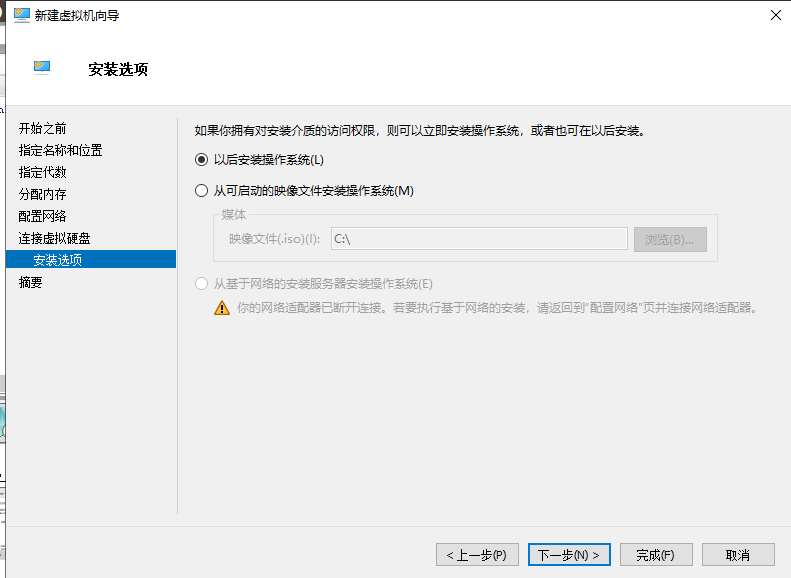 新建虚拟机向导
安装选项
开始之前
指定名称和位置
指定代数
分配内存
配置网络
连接虚拟硬盘
安装选项
摘要
如果你拥有对安装介质的访问权限，则可以立即安装操作系统，或者也可在以后安装。
以后安装操作系统(L)
从可启动的映像文件安装操作系统(M)
媒体
映像文件(.iso)(I):
C:\
浏览(B)...
从基于网络的安装服务器安装操作系统(E)
你的网络适配器已断开连接。若要执行基于网络的安装，请返回到“配置网络”页并连接网络适配器。
< 上一步(P)
下一步(N) >
完成(F)
取消